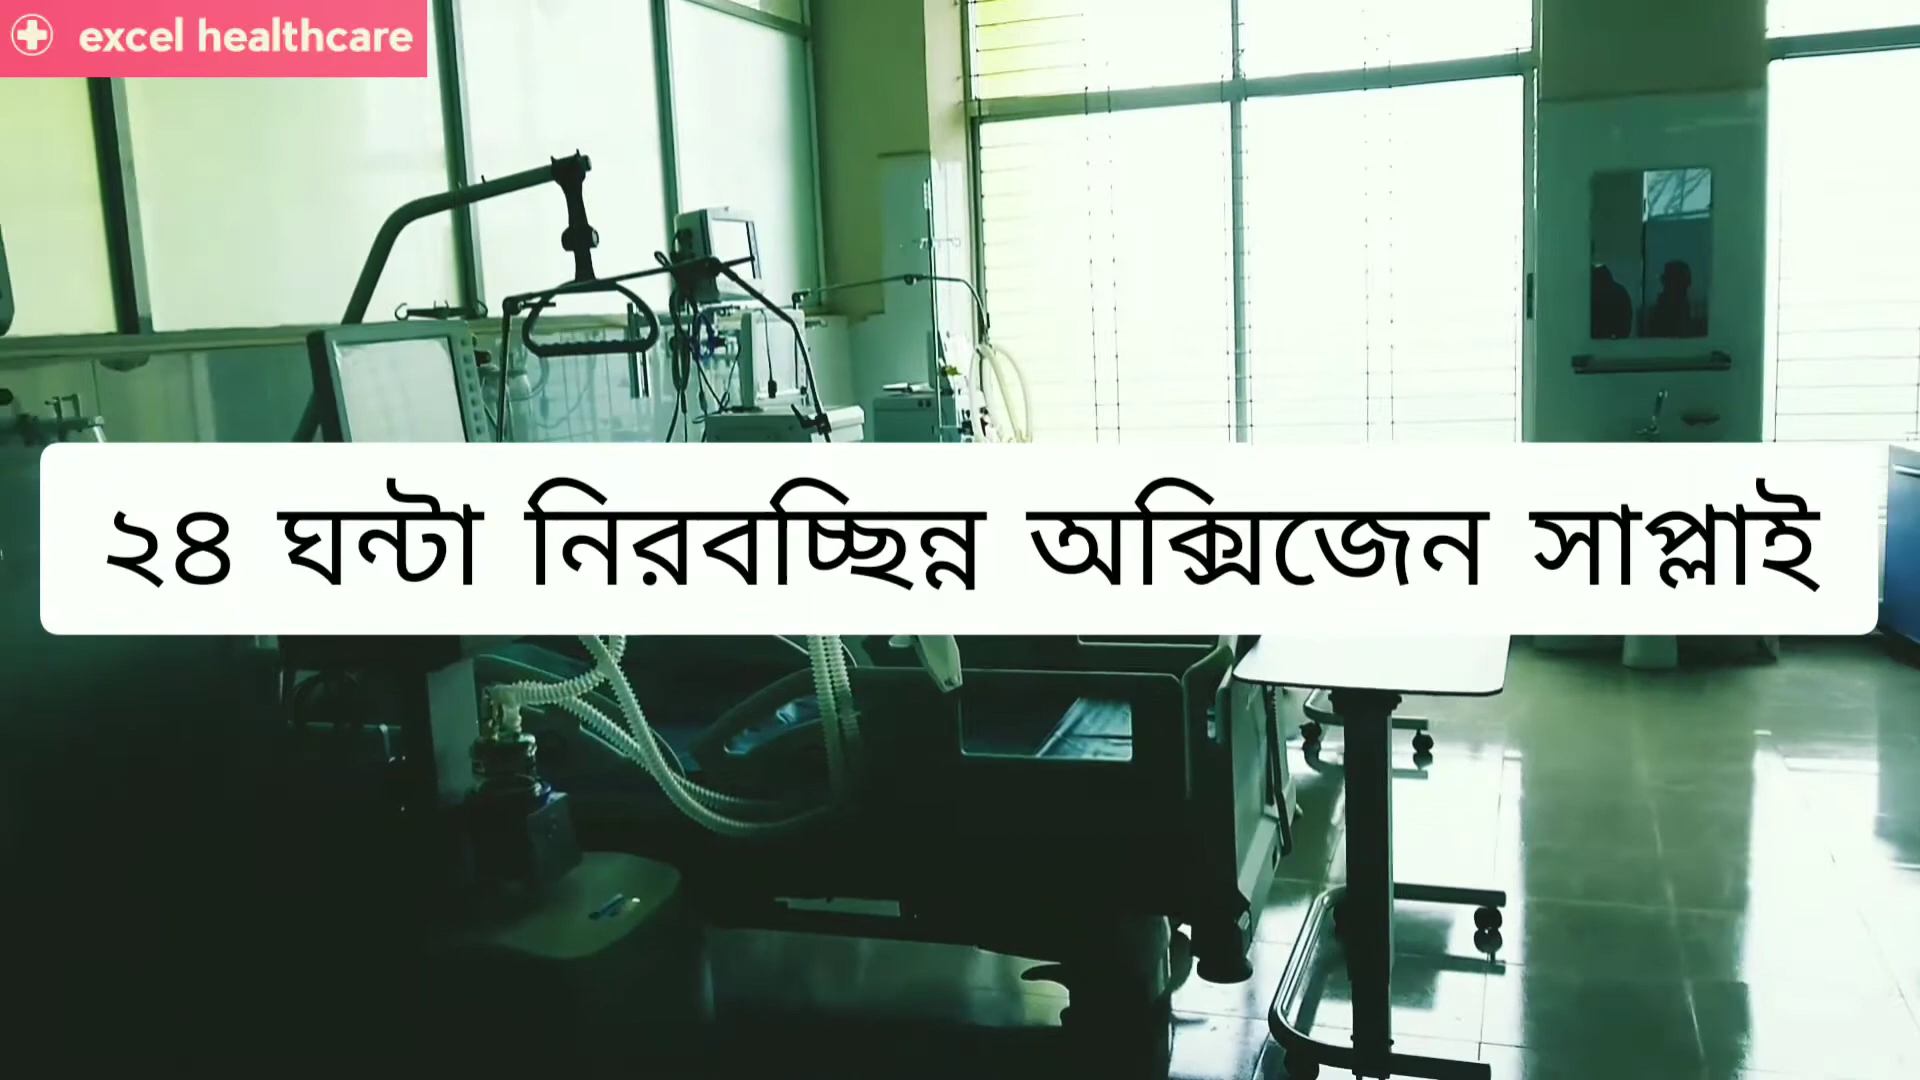 excel healthcare
২৪ ঘন্টা নিরবচ্ছিন্ন অক্সিজেন সাপ্লাই